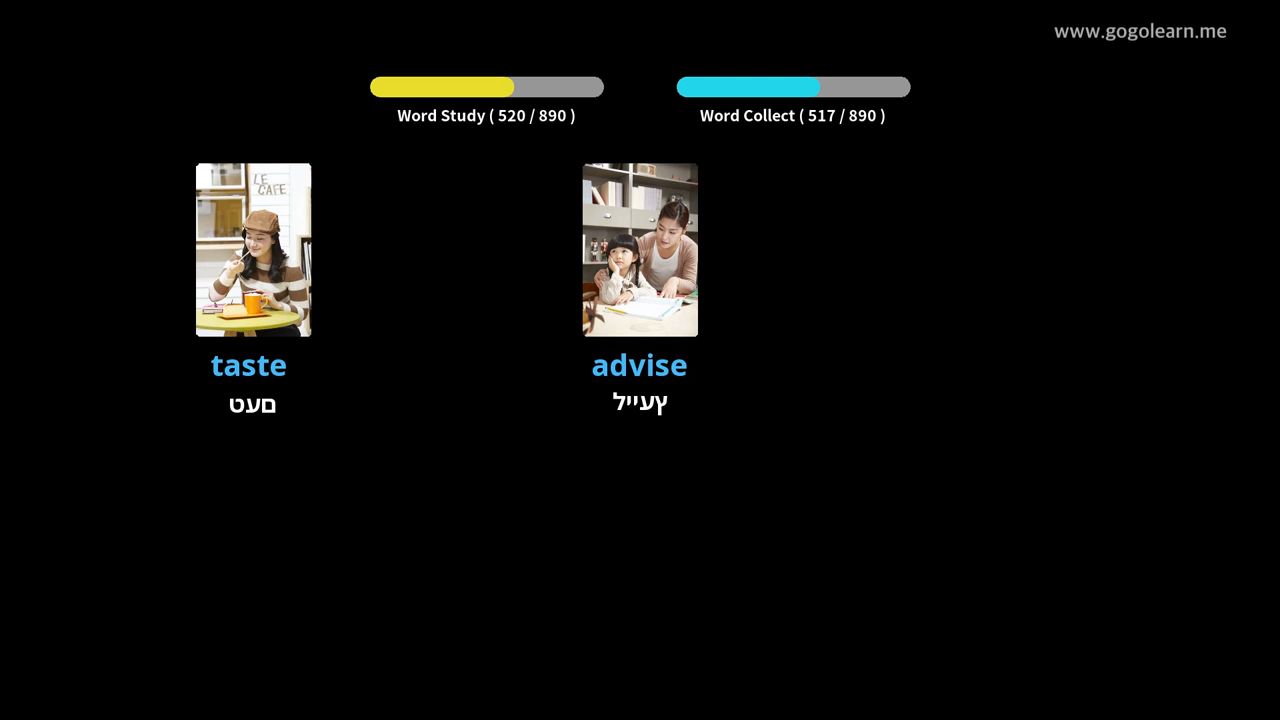 www.gogolearn.me
Word Study ( 520 / 890 )
Word Collect ( 517 / 890 )
LE
CAFE
taste
םעט
advise
ץעייל